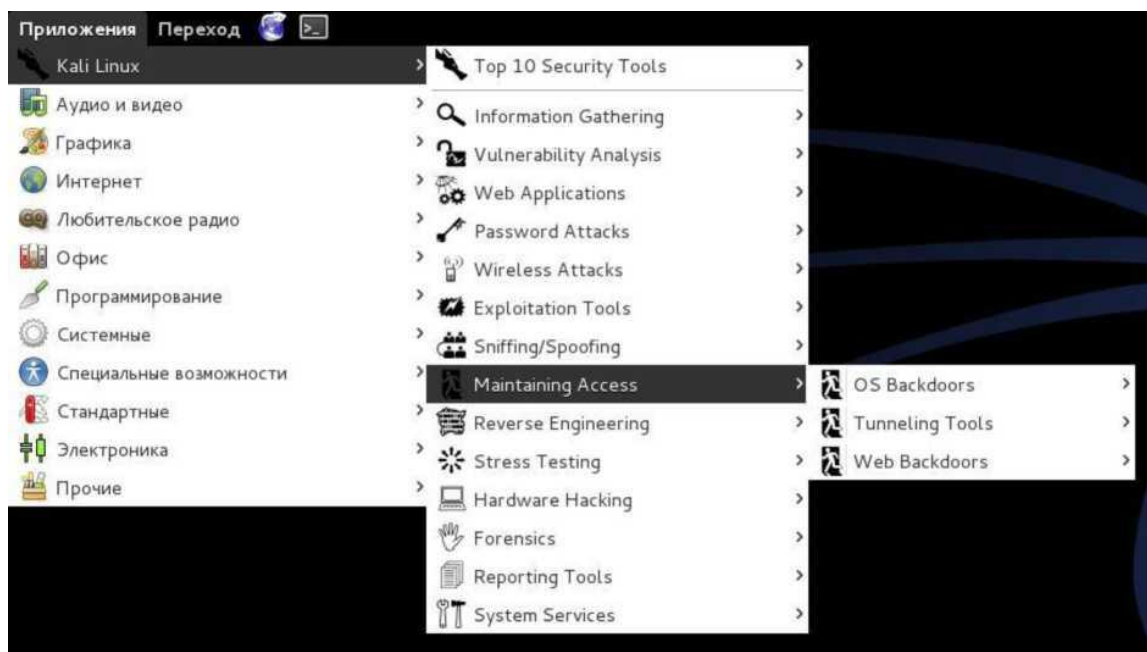 Приложения Переход
Kali Linux
Аудио и видео
Графика
Интернет
Любительское радио
Офис
Программирование
Системные
Специальные возможности
Стандартные
Электроника
Прочие
Top 10 Security Tools
Information Gathering
Vulnerability Analysis
Web Applications
Password Attacks
Wireless Attacks
Exploitation Tools
Sniffing/Spoofing
Maintaining Access
Reverse Engineering
Stress Testing
Hardware Hacking
Forensics
Reporting Tools
System Services
OS Backdoors
Tunneling Tools
Web Backdoors